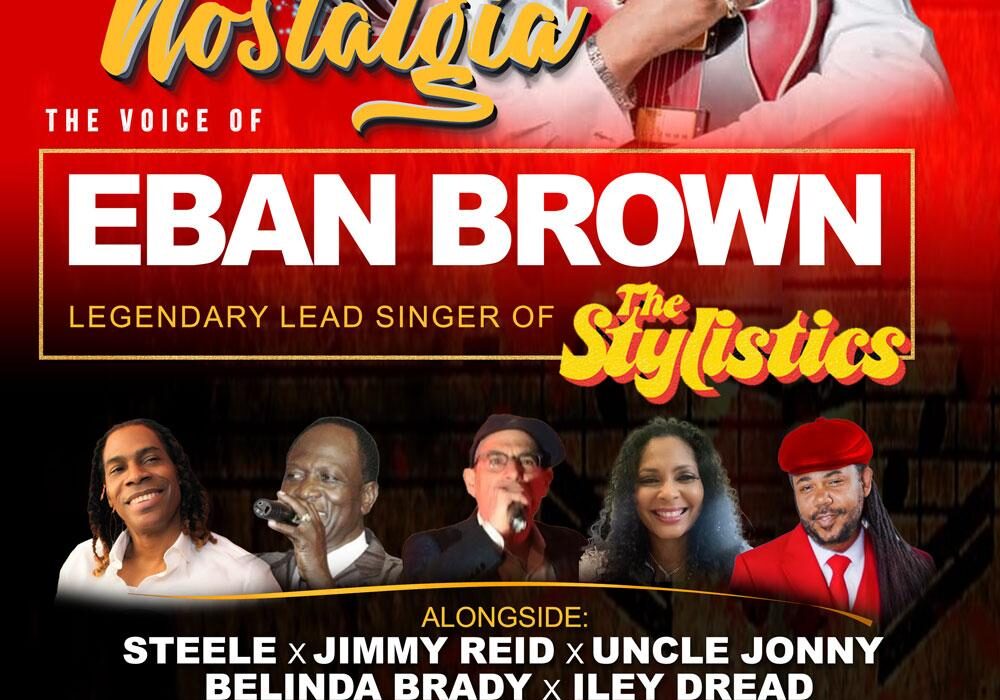 Nostalgia
THE VOICE OF
EBAN BROWN
LEGENDARY LEAD SINGER OF The Stylistics
ALONGSIDE:
STEELE x JIMMY REID x UNCLE JONNY
BELINDA BRADY x ILEY DREAD